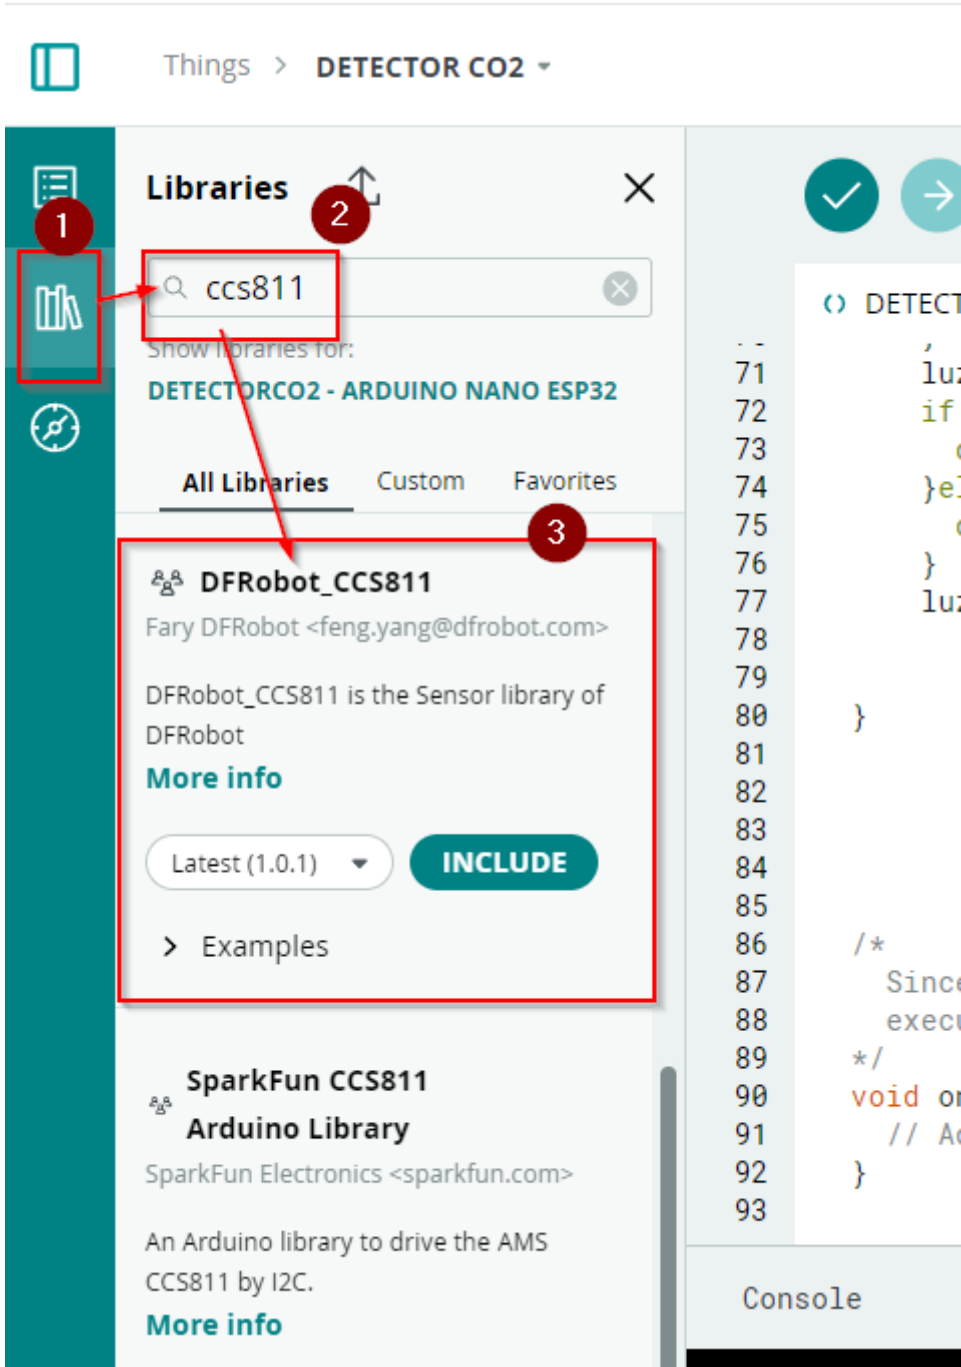 Things > DETECTOR CO2
Libraries
1
2
ccs811
Show libraries for:
DETECTORCO2 - ARDUINO NANO ESP32
All Libraries Custom Favorites
3
DFRobot_CCS811
Fary DFRobot <feng.yang@dfrobot.com>
DFRobot_CCS811 is the Sensor library of
DFRobot
More info
Latest (1.0.1) INCLUDE
> Examples
SparkFun CCS811
Arduino Library
SparkFun Electronics <sparkfun.com>
An Arduino library to drive the AMS
CCS811 by I2C.
More info
71
72 if
73
74 }
75
76 }
77
78
79
80 }
81
82
83
84
85
86 /*
87
88
89 */
90 void
91 //
92 }
93
Console